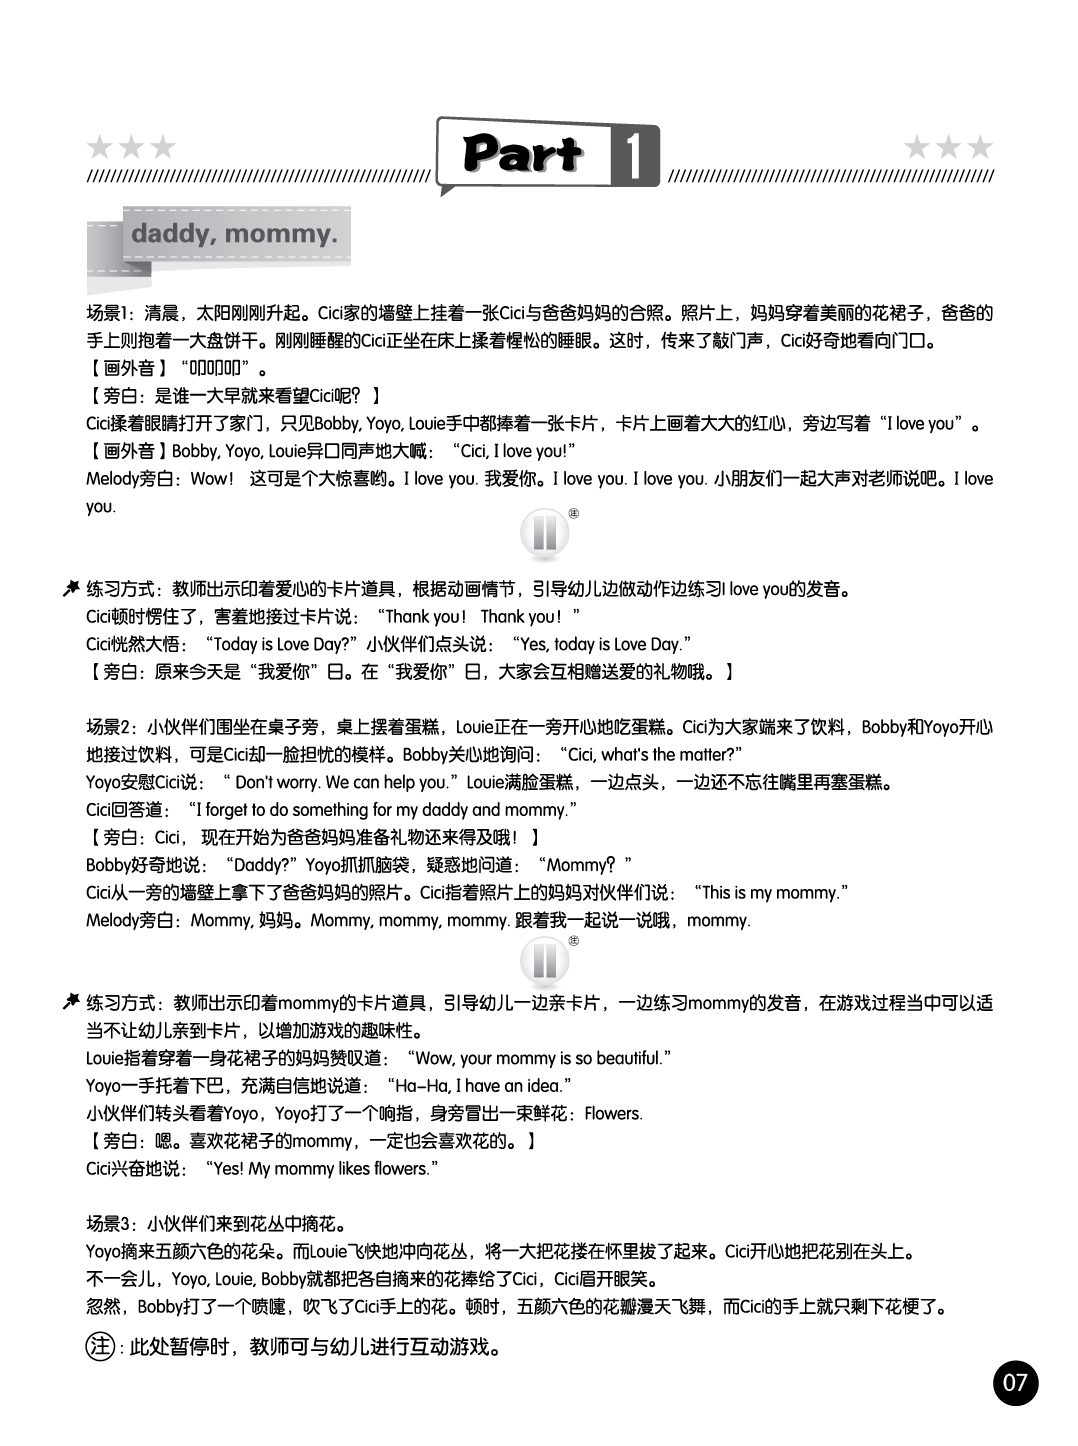 Part 1
daddy, mommy.
场景1：清晨，太阳刚刚升起。Cici家的墙壁上挂着一张Cici与爸爸妈妈的合照。照片上，妈妈穿着美丽的花裙子，爸爸的
手上则抱着一大盘饼干。刚刚睡醒的Cici正坐在床上揉着惺忪的睡眼。这时，传来了敲门声，Cici好奇地看向门口。
【画外音】“叩叩叩”。
【旁白：是谁一大早就来看望Cici呢？】
Cici揉着眼睛打开了家门，只见Bobby, Yoyo, Louie手中都捧着一张卡片，卡片上画着大大的红心，旁边写着“I love you”。
【画外音】Bobby, Yoyo, Louie异口同声地大喊：“Cici, I love you!”
Melody旁白：Wow！ 这可是个大惊喜哟。I love you. 我爱你。I love you. I love you. 小朋友们一起大声对老师说吧。I love
you.
注
练习方式：教师出示印着爱心的卡片道具，根据动画情节，引导幼儿边做动作边练习I love you的发音。
Cici顿时愣住了，害羞地接过卡片说：“Thank you！ Thank you！”
Cici恍然大悟：“Today is Love Day?”小伙伴们点头说：“Yes, today is Love Day.”
【旁白：原来今天是“我爱你”日。在“我爱你”日，大家会互相赠送爱的礼物哦。】
场景2：小伙伴们围坐在桌子旁，桌上摆着蛋糕，Louie正在一旁开心地吃蛋糕。Cici为大家端来了饮料，Bobby和Yoyo开心
地接过饮料，可是Cici却一脸担忧的模样。Bobby关心地询问：“Cici, what's the matter?”
Yoyo安慰Cici说：“ Don't worry. We can help you.”Louie满脸蛋糕，一边点头，一边还不忘往嘴里再塞蛋糕。
Cici回答道：“I forget to do something for my daddy and mommy.”
【旁白：Cici， 现在开始为爸爸妈妈准备礼物还来得及哦！】
Bobby好奇地说：“Daddy?”Yoyo抓抓脑袋，疑惑地问道：“Mommy？”
Cici从一旁的墙壁上拿下了爸爸妈妈的照片。Cici指着照片上的妈妈对伙伴们说：“This is my mommy.”
Melody旁白：Mommy, 妈妈。Mommy, mommy, mommy. 跟着我一起说一说哦，mommy.
注
练习方式：教师出示印着mommy的卡片道具，引导幼儿一边亲卡片，一边练习mommy的发音，在游戏过程当中可以适
当不让幼儿亲到卡片，以增加游戏的趣味性。
Louie指着穿着一身花裙子的妈妈赞叹道：“Wow, your mommy is so beautiful.”
Yoyo一手托着下巴，充满自信地说道：“Ha-Ha, I have an idea.”
小伙伴们转头看着Yoyo，Yoyo打了一个响指，身旁冒出一束鲜花：Flowers.
【旁白：嗯。喜欢花裙子的mommy，一定也会喜欢花的。】
Cici兴奋地说：“Yes! My mommy likes flowers.”
场景3：小伙伴们来到花丛中摘花。
Yoyo摘来五颜六色的花朵。而Louie飞快地冲向花丛，将一大把花搂在怀里拔了起来。Cici开心地把花别在头上。
不一会儿，Yoyo, Louie, Bobby就都把各自摘来的花捧给了Cici，Cici眉开眼笑。
忽然，Bobby打了一个喷嚏，吹飞了Cici手上的花。顿时，五颜六色的花瓣漫天飞舞，而Cici的手上就只剩下花梗了。
注：此处暂停时，教师可与幼儿进行互动游戏。
07